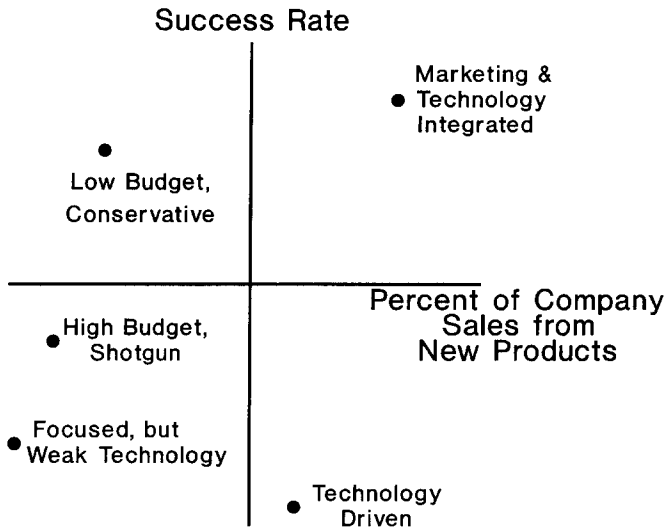 Success Rate
Marketing &
Technology
Integrated
Low Budget,
Conservative
Percent of Company
Sales from
New Products
High Budget,
Shotgun
Focused, but
Weak Technology
Technology
Driven